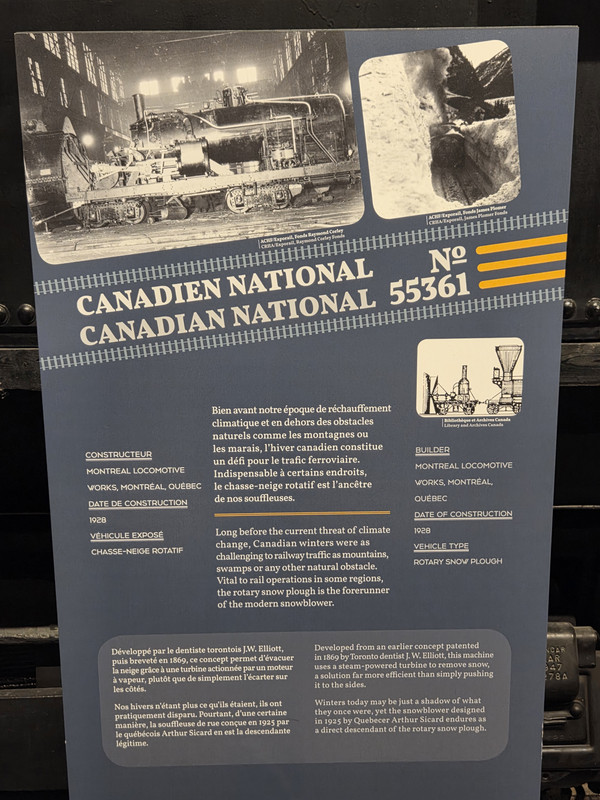 ACHF/Exporail, Fonds Raymond Corley
CRHA/Exporail, Raymond Corley Fonds
ACHF/Exporail, Fonds James Plomer
CRHA/Exporail, James Plomer Fonds
CANADIEN NATIONAL
CANADIAN NATIONAL
Nº
55361
Bibliothèque et Archives Canada
Library and Archives Canada
Bien avant notre époque de réchauffement
climatique et en dehors des obstacles
naturels comme les montagnes ou
les marais, l'hiver canadien constitue
un défi pour le trafic ferroviaire.
Indispensable à certains endroits,
le chasse-neige rotatif est l'ancêtre
de nos souffleuses.
Long before the current threat of climate
change, Canadian winters were as
challenging to railway traffic as mountains,
swamps or any other natural obstacle.
Vital to rail operations in some regions,
the rotary snow plough is the forerunner
of the modern snowblower.
CONSTRUCTEUR
MONTREAL LOCOMOTIVE
WORKS, MONTRÉAL, QUÉBEC
DATE DE CONSTRUCTION
1928
VÉHICULE EXPOSÉ
CHASSE-NEIGE ROTATIF
BUILDER
MONTREAL LOCOMOTIVE
WORKS, MONTRÉAL,
QUÉBEC
DATE OF CONSTRUCTION
1928
VEHICLE TYPE
ROTARY SNOW PLOUGH
Développé par le dentiste torontois J.W. Elliott,
puis breveté en 1869, ce concept permet d'évacuer
la neige grâce à une turbine actionnée par un moteur
à vapeur, plutôt que de simplement l'écarter sur
les côtés.
Nos hivers n'étant plus ce qu'ils étaient, ils ont
pratiquement disparu. Pourtant, d'une certaine
manière, la souffleuse de rue conçue en 1925 par
le québécois Arthur Sicard en est la descendante
légitime.
Developed from an earlier concept patented
in 1869 by Toronto dentist J. W. Elliott, this machine
uses a steam-powered turbine to remove snow,
a solution far more efficient than simply pushing
it to the sides.
Winters today may be just a shadow of what
they once were, yet the snowblower designed
in 1925 by Quebecer Arthur Sicard endures as
a direct descendant of the rotary snow plough.